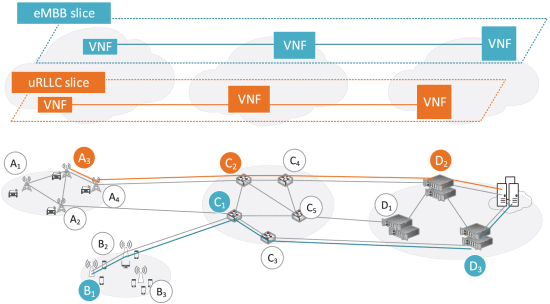 eMBB slice
VNF
VNF
VNF
uRLLC slice
VNF
VNF
VNF
A1
A3
A2
A4
C2
C4
C1
C5
C3
D2
D1
D3
B2
B1
B3